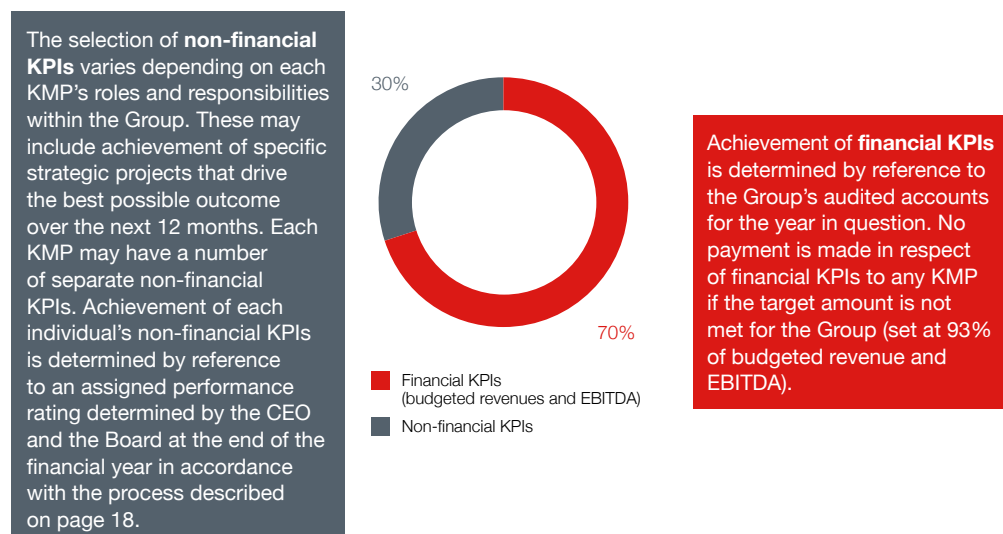 The selection of non-financial
KPIs varies depending on each
KMP's roles and responsibilities
within the Group. These may
include achievement of specific
strategic projects that drive
the best possible outcome
over the next 12 months. Each
KMP may have a number
of separate non-financial
KPIs. Achievement of each
individual's non-financial KPIs
is determined by reference
to an assigned performance
rating determined by the CEO
and the Board at the end of the
financial year in accordance
with the process described
on page 18.
30%
70%
Financial KPIs
(budgeted revenues and EBITDA)
Non-financial KPIs
Achievement of financial KPIs
is determined by reference to
the Group's audited accounts
for the year in question. No
payment is made in respect
of financial KPIs to any KMP
if the target amount is not
met for the Group (set at 93%
of budgeted revenue and
EBITDA).